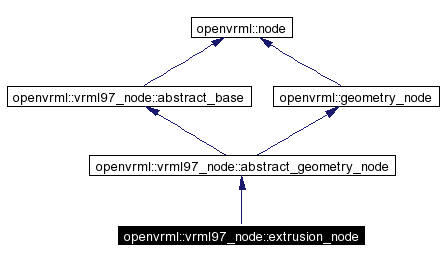 openvrml::node
openvrml::vrml97_node::abstract_base
openvrml::geometry_node
openvrml::vrml97_node::abstract_geometry_node
openvrml::vrml97_node::extrusion_node